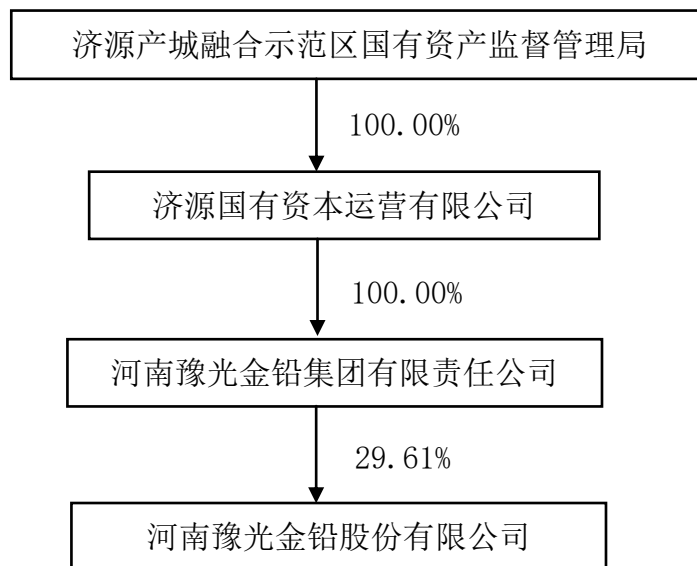 济源产城融合示范区国有资产监督管理局
100.00%
济源国有资本运营有限公司
100.00%
河南豫光金铅集团有限责任公司
29.61%
河南豫光金铅股份有限公司